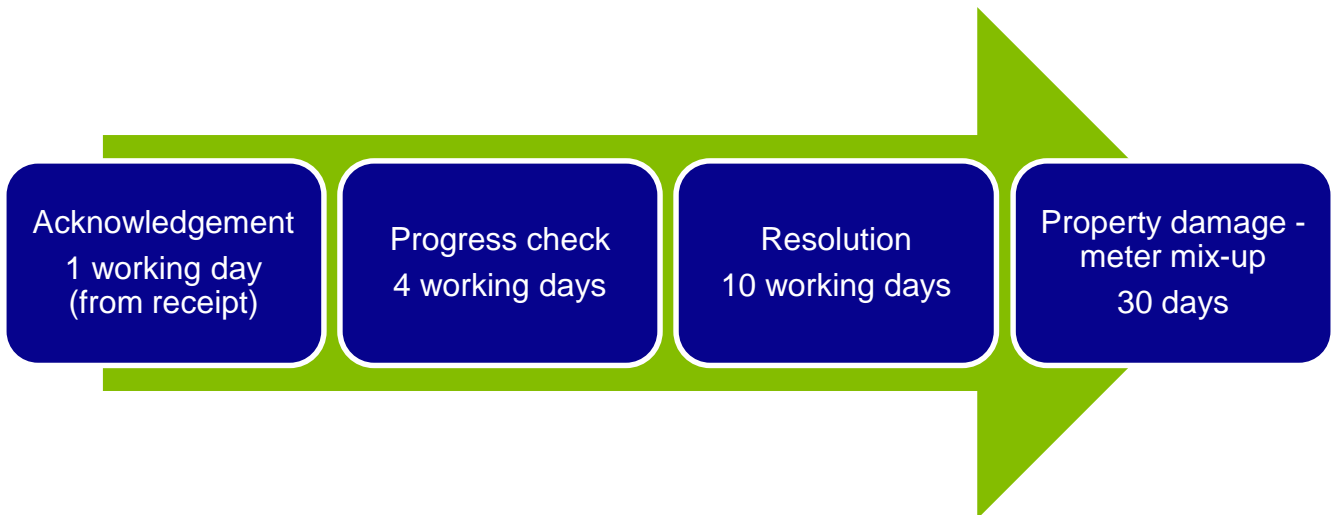 Acknowledgement
1 working day
(from receipt)
Progress check
4 working days
Resolution
10 working days
Property damage -
meter mix-up
30 days